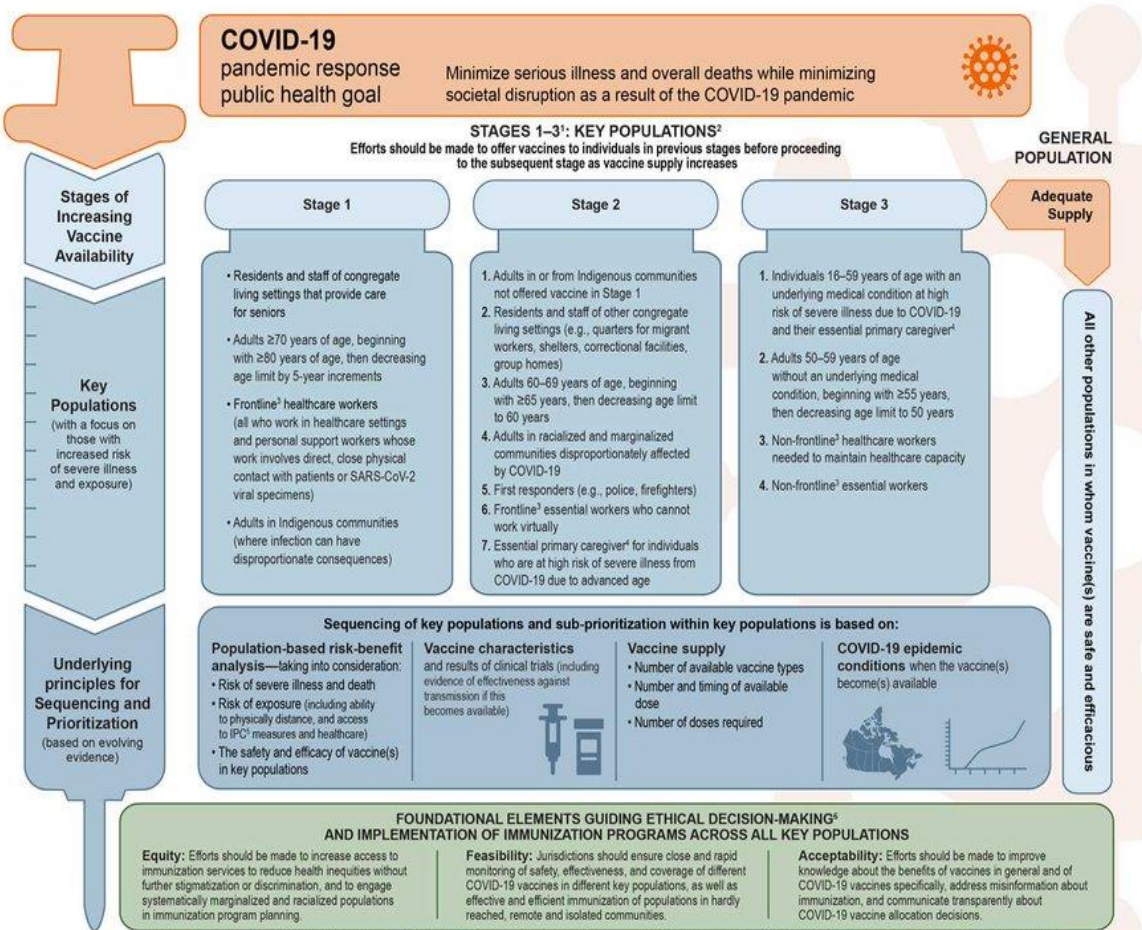 COVID-19
pandemic response
public health goal
Minimize serious illness and overall deaths while minimizing
societal disruption as a result of the COVID-19 pandemic
STAGES 1–3¹: KEY POPULATIONS²
Efforts should be made to offer vaccines to individuals in previous stages before proceeding
to the subsequent stage as vaccine supply increases
GENERAL
POPULATION
Stages of
Increasing
Vaccine
Availability
Stage 1
Stage 2
Stage 3
Adequate
Supply
Key
Populations
(with a focus on
those with
increased risk
of severe illness
and exposure)
• Residents and staff of congregate
living settings that provide care
for seniors
• Adults ≥70 years of age, beginning
with ≥80 years of age, then decreasing
age limit by 5-year increments
• Frontline³ healthcare workers
(all who work in healthcare settings
and personal support workers whose
work involves direct, close physical
contact with patients or SARS-CoV-2
viral specimens)
• Adults in Indigenous communities
(where infection can have
disproportionate consequences)
1. Adults in or from Indigenous communities
not offered vaccine in Stage 1
2. Residents and staff of other congregate
living settings (e.g., quarters for migrant
workers, shelters, correctional facilities,
group homes)
3. Adults 60–69 years of age, beginning
with ≥65 years, then decreasing age limit
to 60 years
4. Adults in racialized and marginalized
communities disproportionately affected
by COVID-19
5. First responders (e.g., police, firefighters)
6. Frontline³ essential workers who cannot
work virtually
7. Essential primary caregiver⁴ for individuals
who are at high risk of severe illness from
COVID-19 due to advanced age
1. Individuals 16–59 years of age with an
underlying medical condition at high
risk of severe illness due to COVID-19
and their essential primary caregiver⁴
2. Adults 50–59 years of age
without an underlying medical
condition, beginning with ≥55 years,
then decreasing age limit to 50 years
3. Non-frontline³ healthcare workers
needed to maintain healthcare capacity
4. Non-frontline³ essential workers
All other populations in whom vaccine(s) are safe and efficacious
Underlying
principles for
Sequencing and
Prioritization
(based on evolving
evidence)
Sequencing of key populations and sub-prioritization within key populations is based on:
Population-based risk-benefit
analysis—taking into consideration:
• Risk of severe illness and death
• Risk of exposure (including ability
to physically distance, and access
to IPC⁵ measures and healthcare)
• The safety and efficacy of vaccine(s)
in key populations
Vaccine characteristics
and results of clinical trials (including
evidence of effectiveness against
transmission if this
becomes available)
Vaccine supply
• Number of available vaccine types
• Number and timing of available
dose
• Number of doses required
COVID-19 epidemic
conditions when the vaccine(s)
become(s) available
FOUNDATIONAL ELEMENTS GUIDING ETHICAL DECISION-MAKING⁶
AND IMPLEMENTATION OF IMMUNIZATION PROGRAMS ACROSS ALL KEY POPULATIONS
Equity: Efforts should be made to increase access to
immunization services to reduce health inequities without
further stigmatization or discrimination, and to engage
systematically marginalized and racialized populations
in immunization program planning.
Feasibility: Jurisdictions should ensure close and rapid
monitoring of safety, effectiveness, and coverage of different
COVID-19 vaccines in different key populations, as well as
effective and efficient immunization of populations in hardly
reached, remote and isolated communities.
Acceptability: Efforts should be made to improve
knowledge about the benefits of vaccines in general and of
COVID-19 vaccines specifically, address misinformation about
immunization, and communicate transparently about
COVID-19 vaccine allocation decisions.